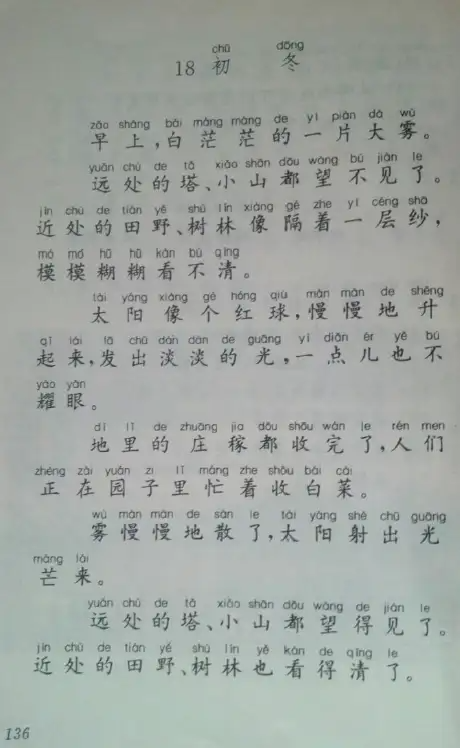 chū dōng
18 初 冬
zǎo shàng bái máng máng de yí piàn dà wù
早上,白茫茫的一片大雾。
yuǎn chù de tǎ xiǎo shān dōu wàng bú jiàn le
远处的塔、小山都望不见了。
jìn chù de tián yě shù lín xiàng gé zhe yì céng shā
近处的田野、树林像隔着一层纱,
mó mó hū hū kàn bù qīng
模模糊糊看不清。
tài yáng xiàng gè hóng qiú màn màn de shēng
太阳像个红球,慢慢地升
qǐ lái fā chū dàn dàn de guāng yì diǎn ér yě bú
起来,发出淡淡的光,一点儿也不
yào yǎn
耀眼。
dì lǐ de zhuāng jia dōu shōu wán le rén men
地里的庄稼都收完了,人们
zhèng zài yuán zi lǐ máng zhe shōu bái cài
正在园子里忙着收白菜。
wù màn màn de sàn le tài yáng shè chū guāng
雾慢慢地散了,太阳射出光
máng lái
芒来。
yuǎn chù de tǎ xiǎo shān dōu wàng de jiàn le
远处的塔、小山都望得见了。
jìn chù de tián yě shù lín yě kàn de qīng le
近处的田野、树林也看得清了。
136